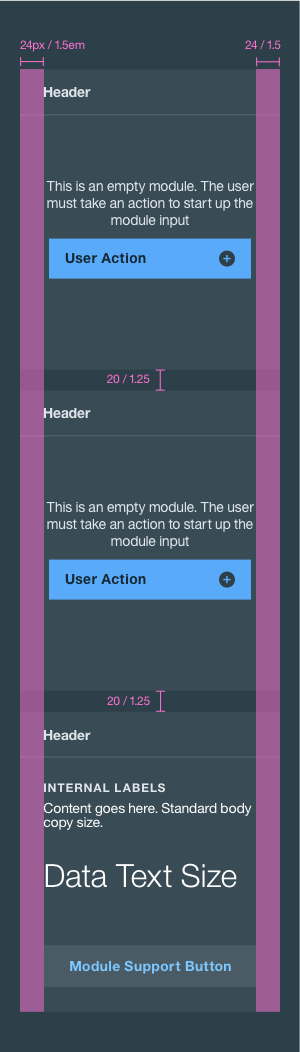 24px / 1.5em
24 / 1.5
Header
This is an empty module. The user
must take an action to start up the
module input
User Action
20 / 1.25
Header
This is an empty module. The user
must take an action to start up the
module input
User Action
20 / 1.25
Header
INTERNAL LABELS
Content goes here. Standard body
copy size.
Data Text Size
Module Support Button